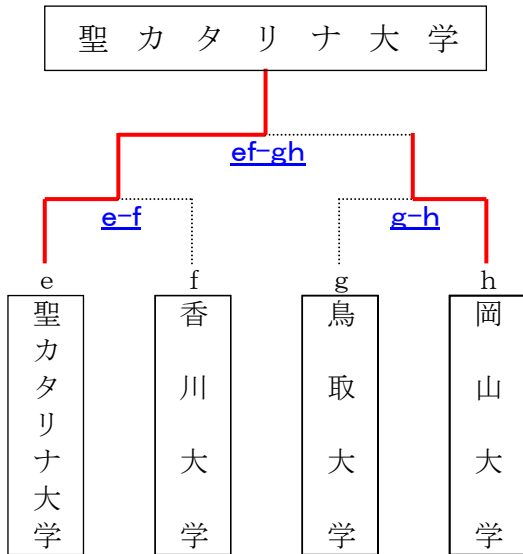 聖カタリナ大学
ef-gh
e-f
g-h
e
f
g
h
聖カタリナ大学
香川大学
鳥取大学
岡山大学